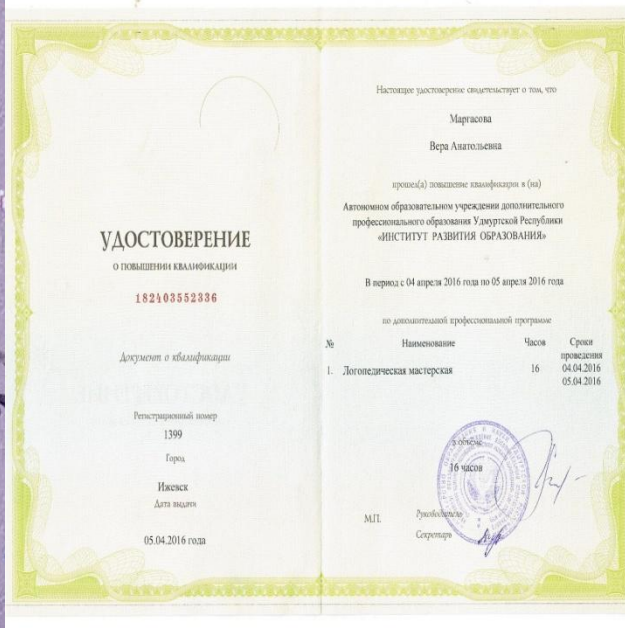 УДОСТОВЕРЕНИЕ
О ПОВЫШЕНИИ КВАЛИФИКАЦИИ
182403552336
Документ о квалификации
Регистрационный номер
1399
Город
Ижевск
Дата выдачи
05.04.2016 года
Настоящее удостоверение свидетельствует о том, что
Маргасова
Вера Анатольевна
прошел(а) повышение квалификации в (на)
Автономном образовательном учреждении дополнительного
профессионального образования Удмуртской Республики
«ИНСТИТУТ РАЗВИТИЯ ОБРАЗОВАНИЯ»
В период с 04 апреля 2016 года по 05 апреля 2016 года
по дополнительной профессиональной программе
№ Наименование Часов Сроки
проведения
1. Логопедическая мастерская 16 04.04.2016
05.04.2016
в объеме
16 часов
М.П. Руководитель
Секретарь